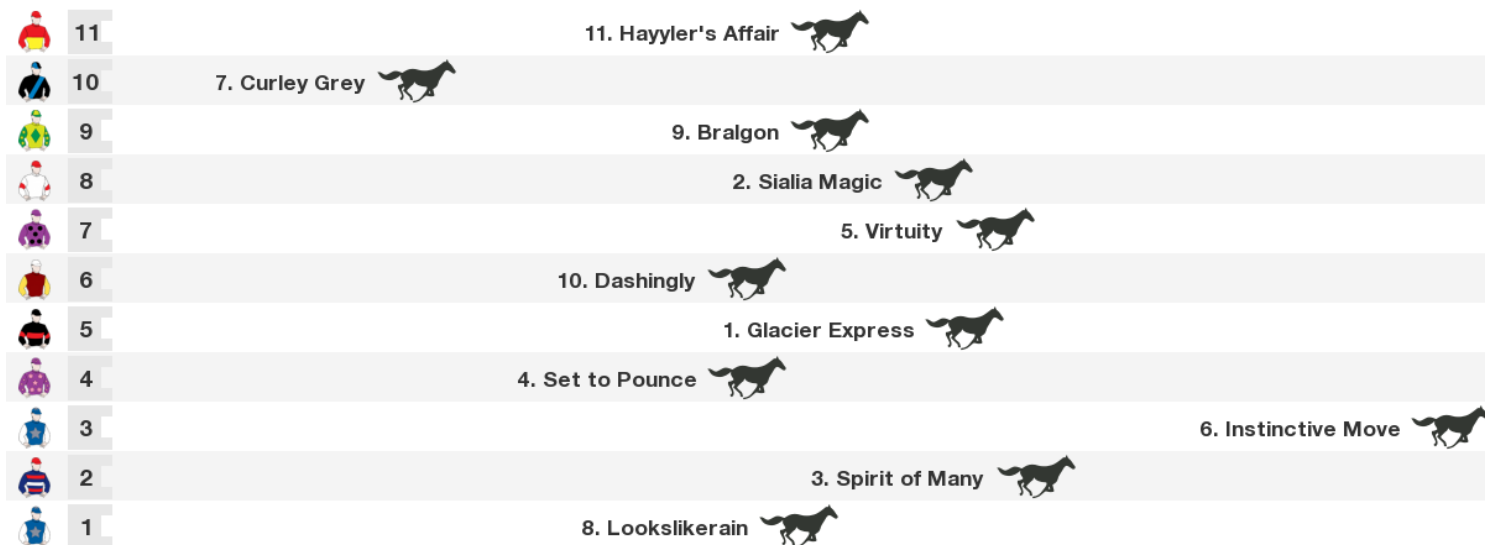 11 11. Hayyler's Affair
10 7. Curley Grey
9 9. Bralgon
8 2. Sialia Magic
7 5. Virtuity
6 10. Dashingly
5 1. Glacier Express
4 4. Set to Pounce
3 6. Instinctive Move
2 3. Spirit of Many
1 8. Lookslikerain